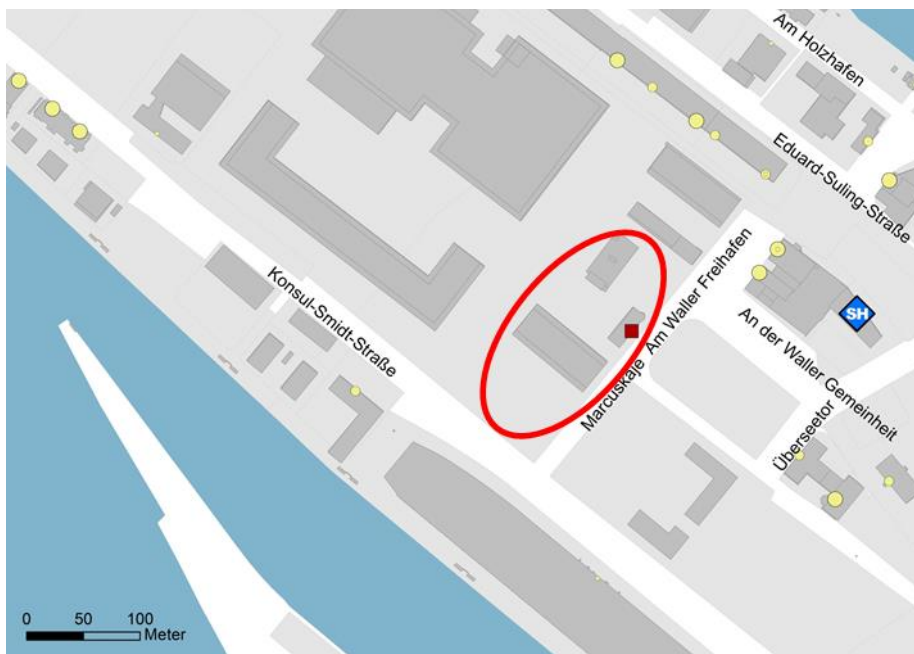 Am Holzhafen
Eduard-Suling-Straße
Konsul-Smidt-Straße
Am Waller Freihafen
Marcuskaje
SH
An der Waller Gemeinheit
Überseetor
0 50 100
Meter